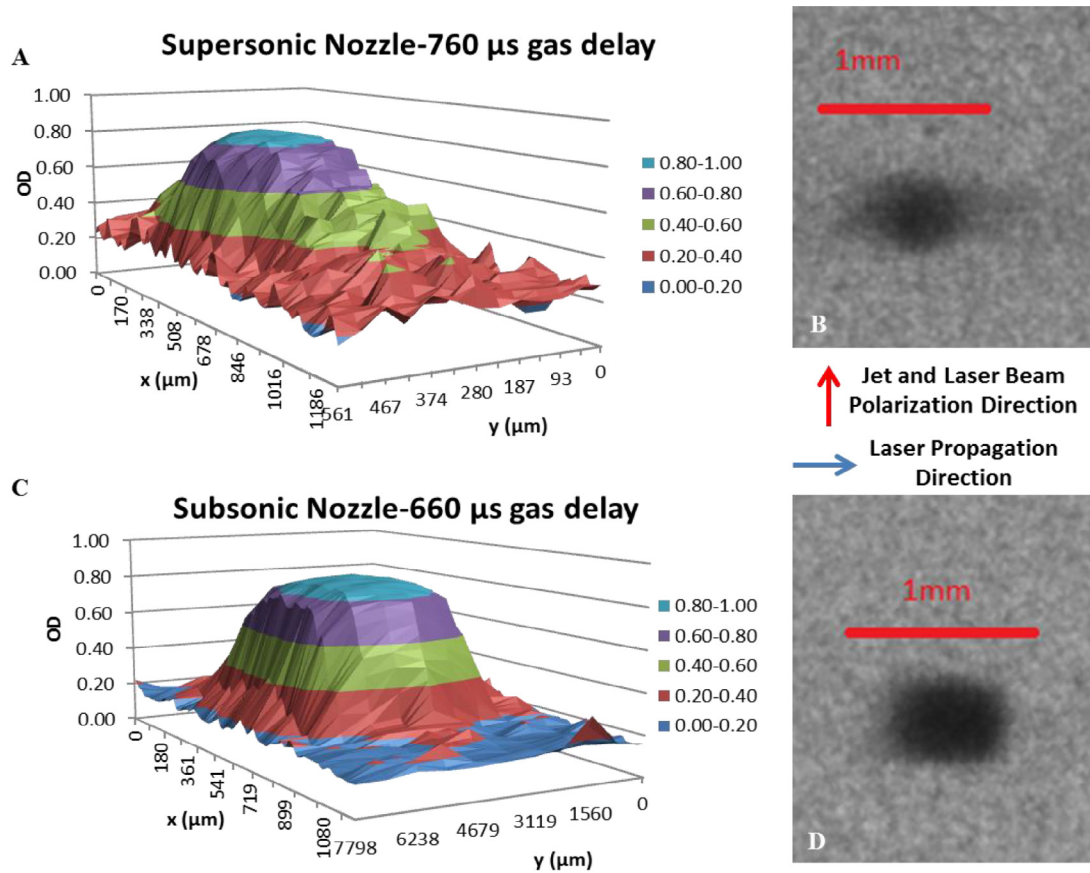 A
Supersonic Nozzle-760 µs gas delay
1.00
0.80
0.60
0.40
0.20
0.00
OD
0
170
338
508
678
846
1016
1186
x (µm)
561
467
374
280
187
93
0
y (µm)
0.80-1.00
0.60-0.80
0.40-0.60
0.20-0.40
0.00-0.20
1mm
B
Jet and Laser Beam
Polarization Direction
Laser Propagation
Direction
C
Subsonic Nozzle-660 µs gas delay
1.00
0.80
0.60
0.40
0.20
0.00
OD
0
180
361
541
719
899
1080
x (µm)
7798
6238
4679
3119
1560
0
y (µm)
0.80-1.00
0.60-0.80
0.40-0.60
0.20-0.40
0.00-0.20
1mm
D